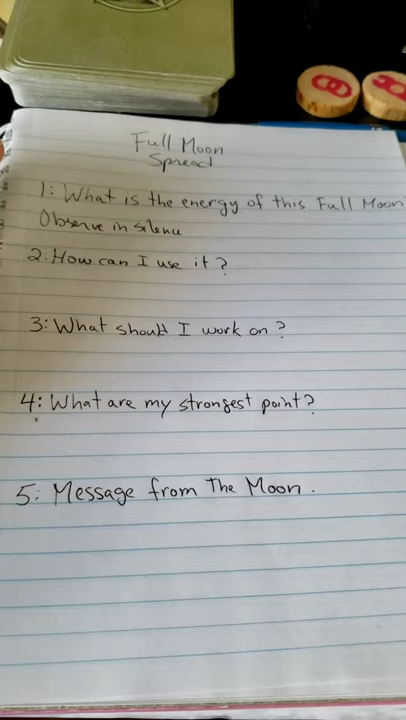 Full Moon
Spread
1: What is the energy of this Full Moon
Observe in silence
2: How can I use it?
3: What should I work on?
4: What are my strongest point?
5: Message from The Moon.